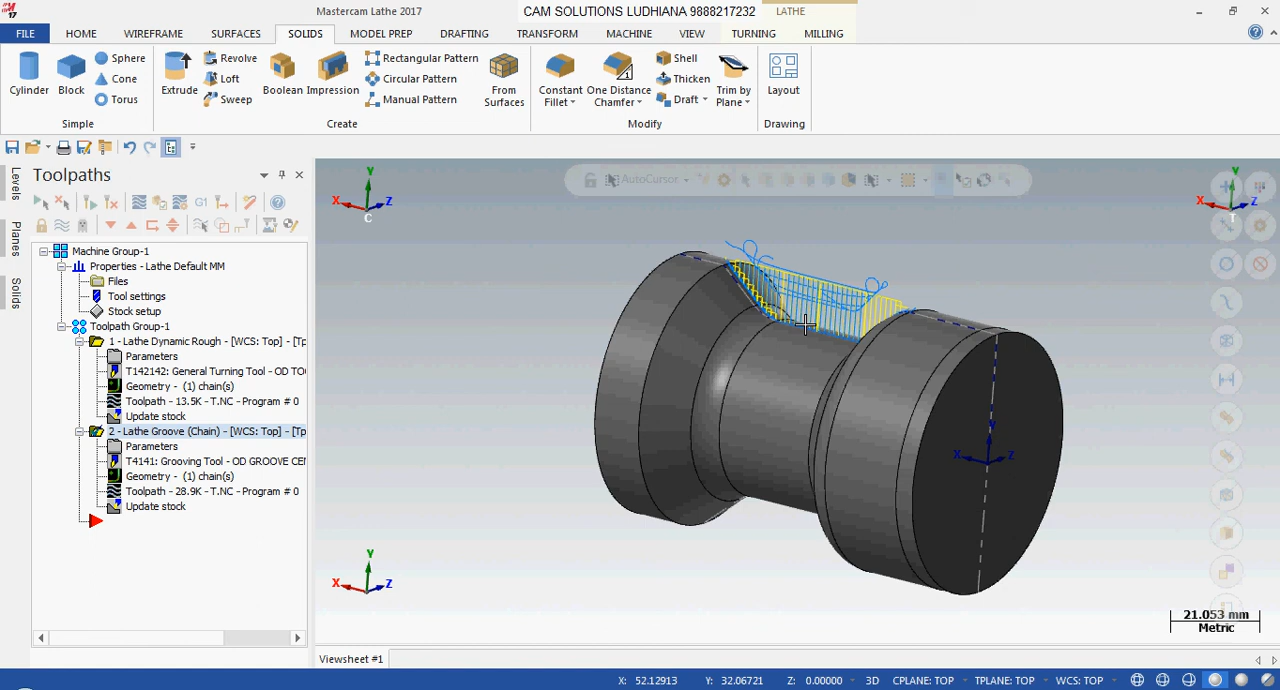 17
Mastercam Lathe 2017
CAM SOLUTIONS LUDHIANA 9888217232
LATHE
FILE
HOME
WIREFRAME
SURFACES
SOLIDS
MODEL PREP
DRAFTING
TRANSFORM
MACHINE
VIEW
TURNING
MILLING
Cylinder
Block
Sphere
Cone
Torus
Simple
Extrude
Revolve
Loft
Sweep
Boolean
Impression
Rectangular Pattern
Circular Pattern
Manual Pattern
From Surfaces
Create
Constant Fillet
One Distance Chamfer
Shell
Thicken
Draft
Trim by Plane
Modify
Layout
Drawing
Levels
Planes
Solids
Toolpaths
G1
Machine Group-1
Properties - Lathe Default MM
Files
Tool settings
Stock setup
Toolpath Group-1
1 - Lathe Dynamic Rough - [WCS: Top] - [Tp
Parameters
T142142: General Turning Tool - OD TOO
Geometry - (1) chain(s)
Toolpath - 13.5K - T.NC - Program # 0
Update stock
2 - Lathe Groove (Chain) - [WCS: Top] - [Tp
Parameters
T4141: Grooving Tool - OD GROOVE CEN
Geometry - (1) chain(s)
Toolpath - 28.9K - T.NC - Program # 0
Update stock
AutoCursor
Y
X
Z
C
Y
X
Z
T
X
Y
Z
Y
X
Z
21.053 mm
Metric
Viewsheet #1
X: 52.12913
Y: 32.06721
Z: 0.00000
3D
CPLANE: TOP
TPLANE: TOP
WCS: TOP